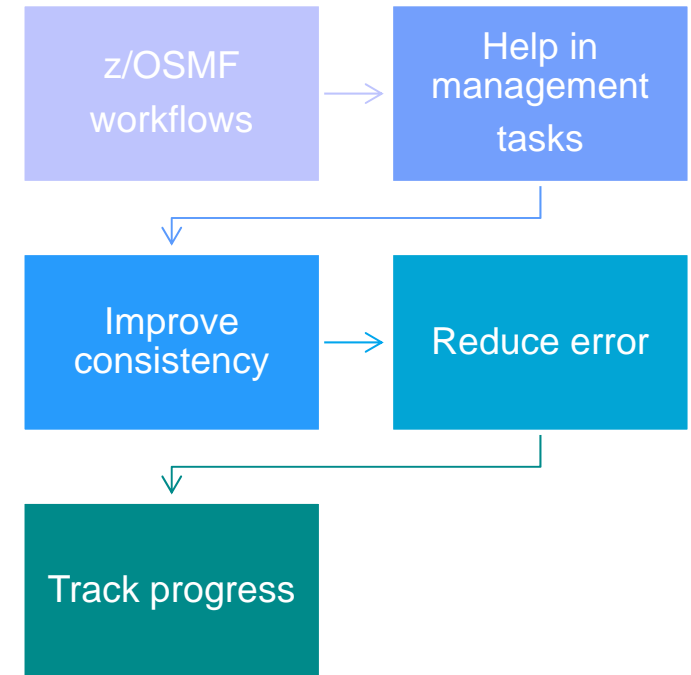 z/OSMF
workflows
Help in
management
tasks
Improve
consistency
Reduce error
Track progress